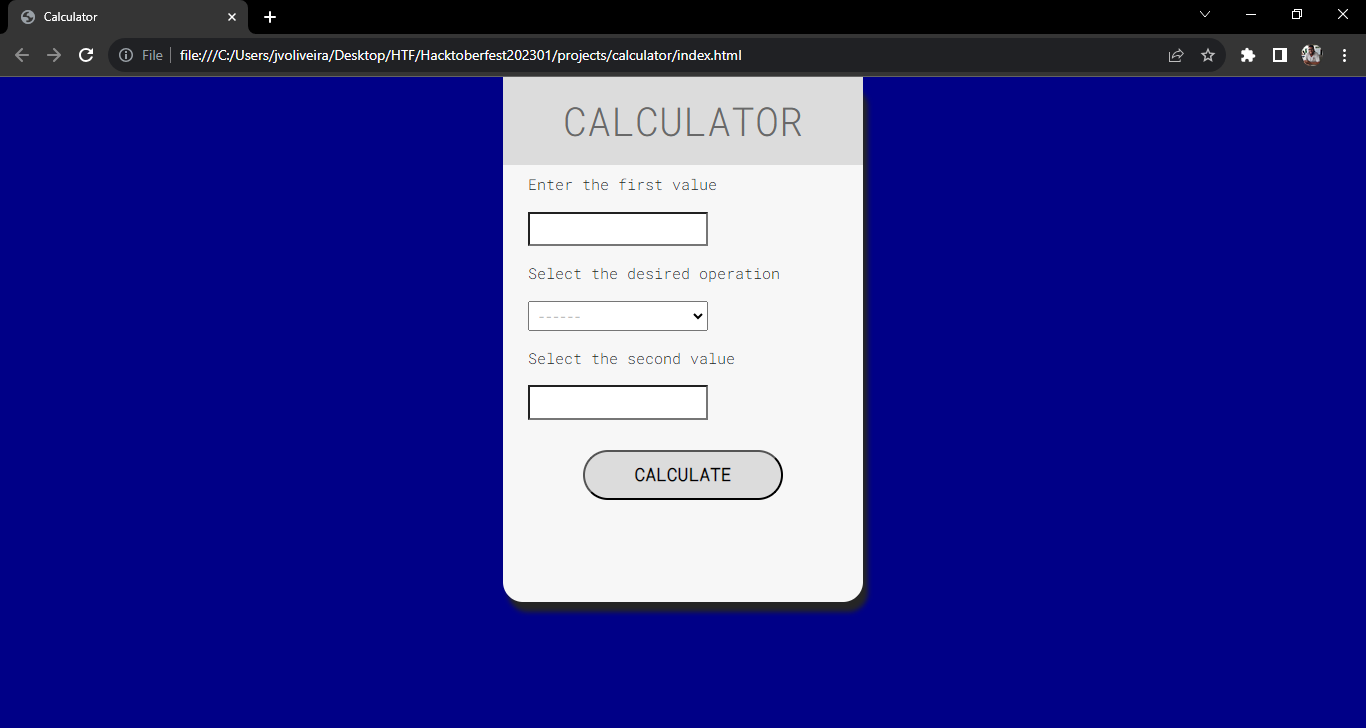 Calculator
File
file:///C:/Users/jvoliveira/Desktop/HTF/Hacktoberfest202301/projects/calculator/index.html
CALCULATOR
Enter the first value
Select the desired operation
------
Select the second value
CALCULATE